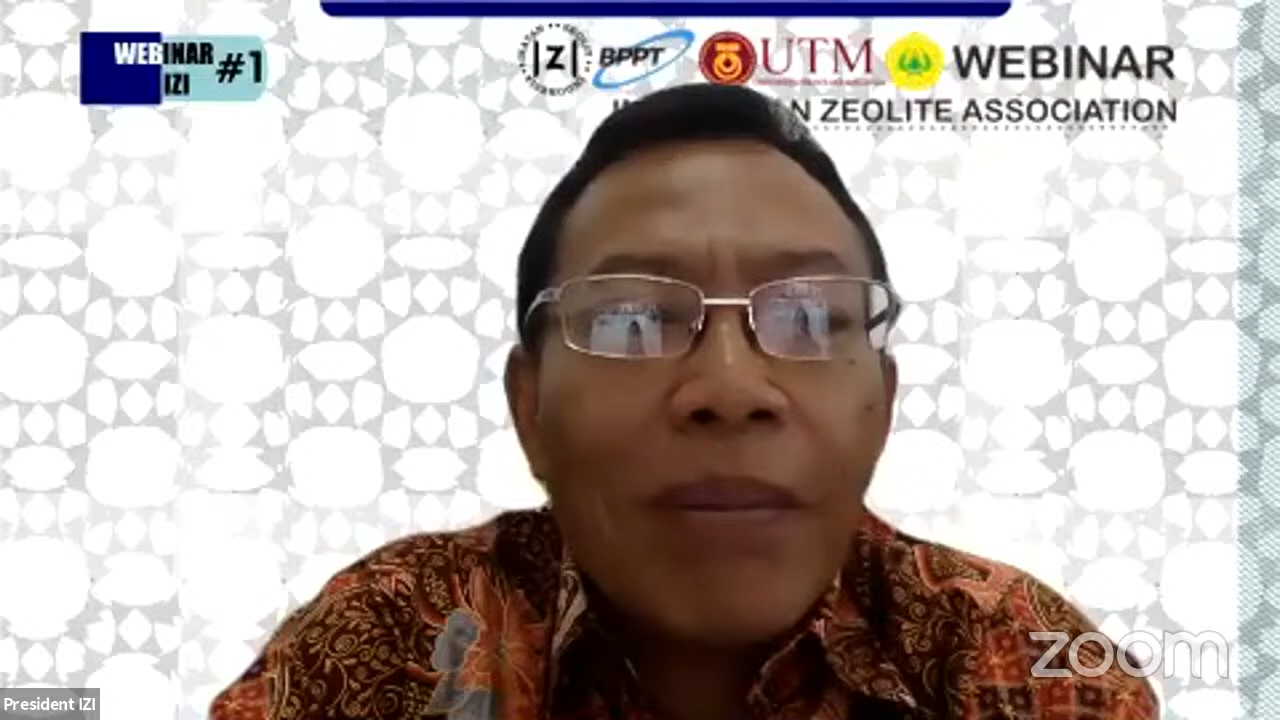 WEBINAR
IZI
#1
IZI
BPPT
UTM
WEBINAR
N ZEOLITE ASSOCIATION
zoom
President IZI